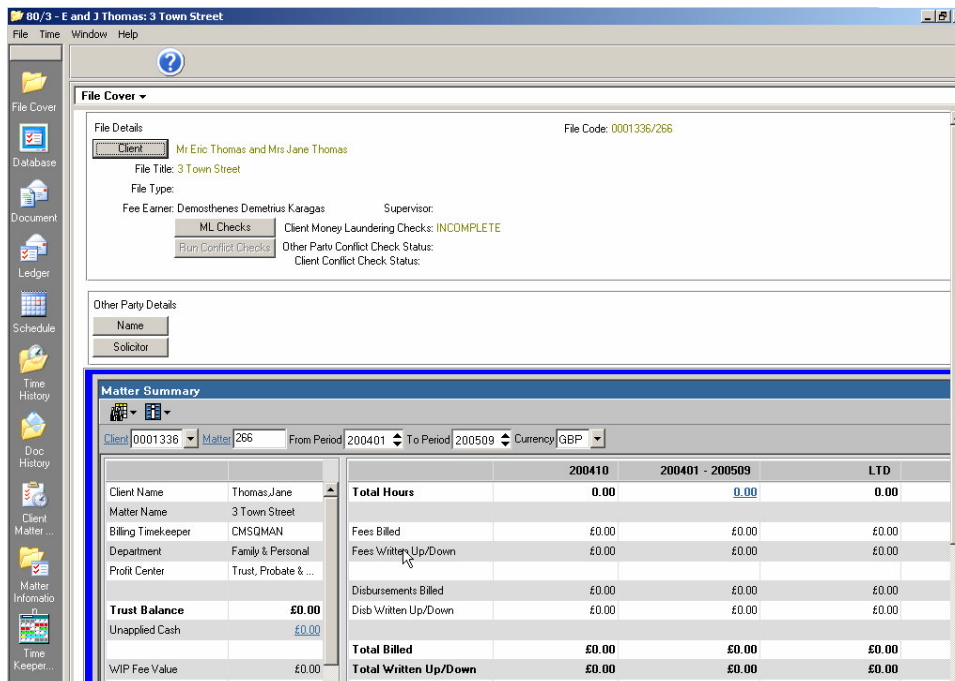 80/3 - E and J Thomas: 3 Town Street
File Time Window Help
File Cover
Database
Document
Ledger
Schedule
Time
History
Doc
History
Client
Matter ...
Matter
Infomatio
n
Time
Keeper...
File Cover
File Details
File Code: 0001336/266
Client Mr Eric Thomas and Mrs Jane Thomas
File Title: 3 Town Street
File Type:
Fee Earner: Demosthenes Demetrius Karagas Supervisor:
ML Checks Client Money Laundering Checks: INCOMPLETE
Run Conflict Checks Other Party Conflict Check Status:
Client Conflict Check Status:
Other Party Details
Name
Solicitor
Matter Summary
Client 0001336 Matter 266 From Period 200401 To Period 200509 Currency GBP
200410 200401 - 200509 LTD
Client Name Thomas,Jane Total Hours 0.00 0.00 0.00
Matter Name 3 Town Street
Billing Timekeeper CMSQMAN Fees Billed £0.00 £0.00 £0.00
Department Family & Personal Fees Written Up/Down £0.00 £0.00 £0.00
Profit Center Trust, Probate & ...
Disbursements Billed £0.00 £0.00 £0.00
Trust Balance £0.00 Disb Written Up/Down £0.00 £0.00 £0.00
Unapplied Cash £0.00
Total Billed £0.00 £0.00 £0.00
WIP Fee Value £0.00 Total Written Up/Down £0.00 £0.00 £0.00